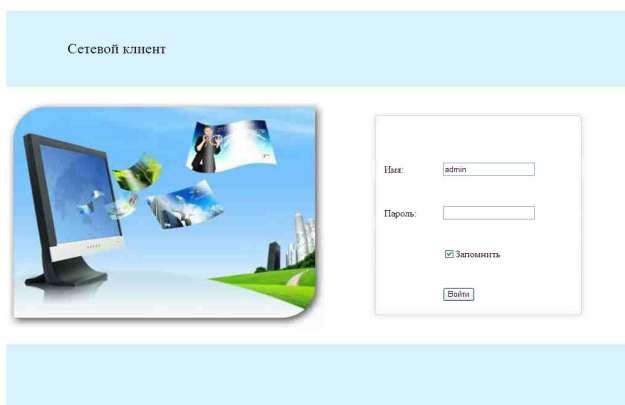 Сетевой клиент
Имя: admin
Пароль:
Запомнить
Войти